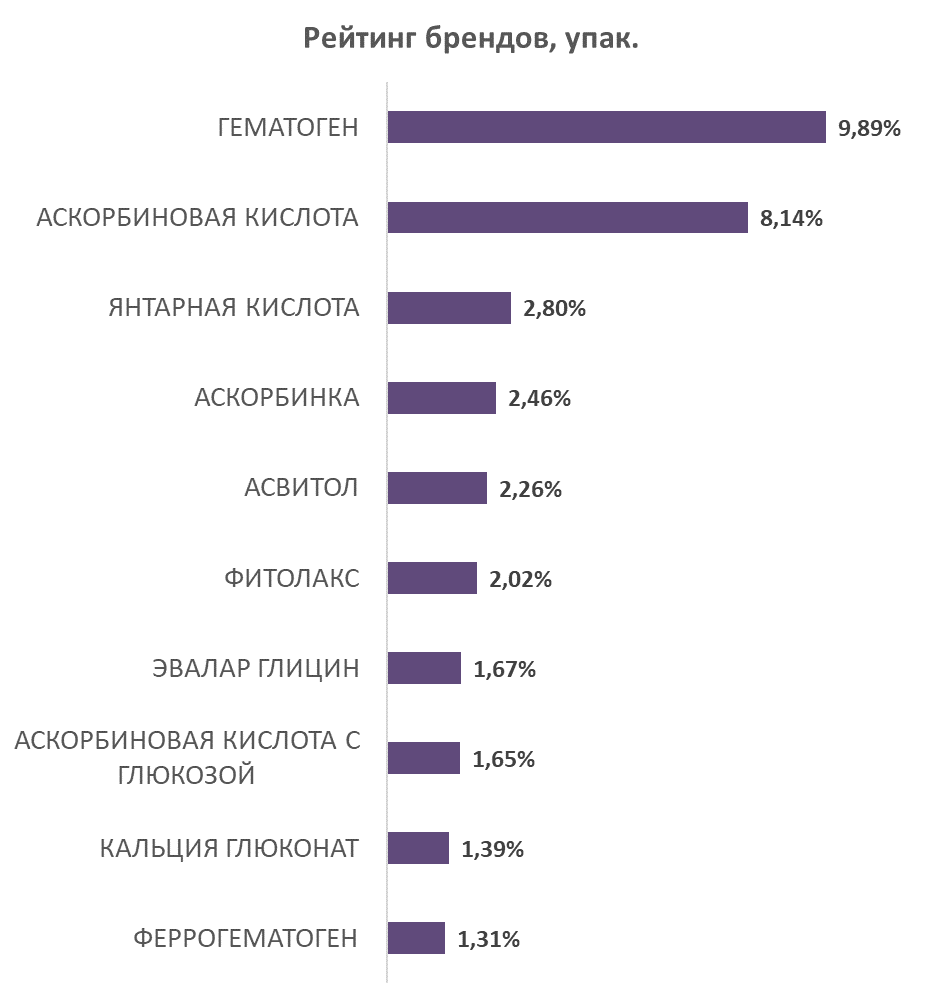 Рейтинг брендов, упак.
ГЕМАТОГЕН 9,89%
АСКОРБИНОВАЯ КИСЛОТА 8,14%
ЯНТАРНАЯ КИСЛОТА 2,80%
АСКОРБИНКА 2,46%
АСВИТОЛ 2,26%
ФИТОЛАКС 2,02%
ЭВАЛАР ГЛИЦИН 1,67%
АСКОРБИНОВАЯ КИСЛОТА С
ГЛЮКОЗОЙ 1,65%
КАЛЬЦИЯ ГЛЮКОНАТ 1,39%
ФЕРРОГЕМАТОГЕН 1,31%